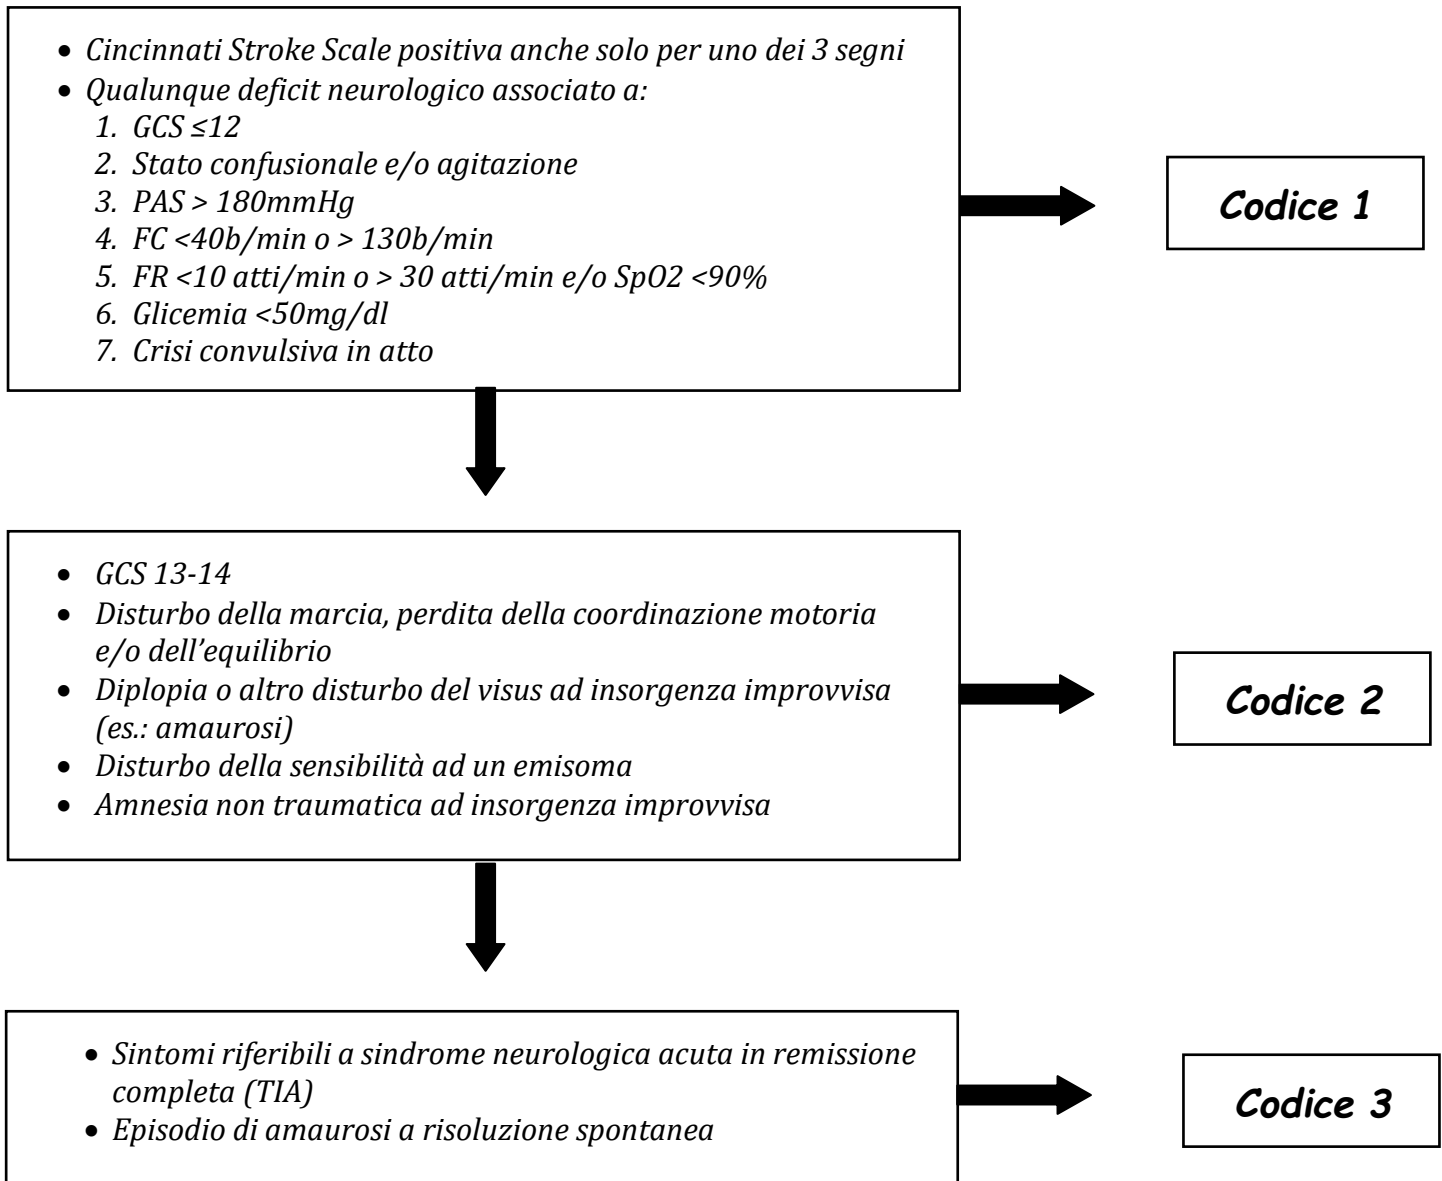 • Cincinnati Stroke Scale positiva anche solo per uno dei 3 segni
• Qualunque deficit neurologico associato a:
1. GCS ≤12
2. Stato confusionale e/o agitazione
3. PAS > 180mmHg
4. FC <40b/min o > 130b/min
5. FR <10 atti/min o > 30 atti/min e/o SpO2 <90%
6. Glicemia <50mg/dl
7. Crisi convulsiva in atto
Codice 1
• GCS 13-14
• Disturbo della marcia, perdita della coordinazione motoria
e/o dell’equilibrio
• Diplopia o altro disturbo del visus ad insorgenza improvvisa
(es.: amaurosi)
• Disturbo della sensibilità ad un emisoma
• Amnesia non traumatica ad insorgenza improvvisa
Codice 2
• Sintomi riferibili a sindrome neurologica acuta in remissione
completa (TIA)
• Episodio di amaurosi a risoluzione spontanea
Codice 3